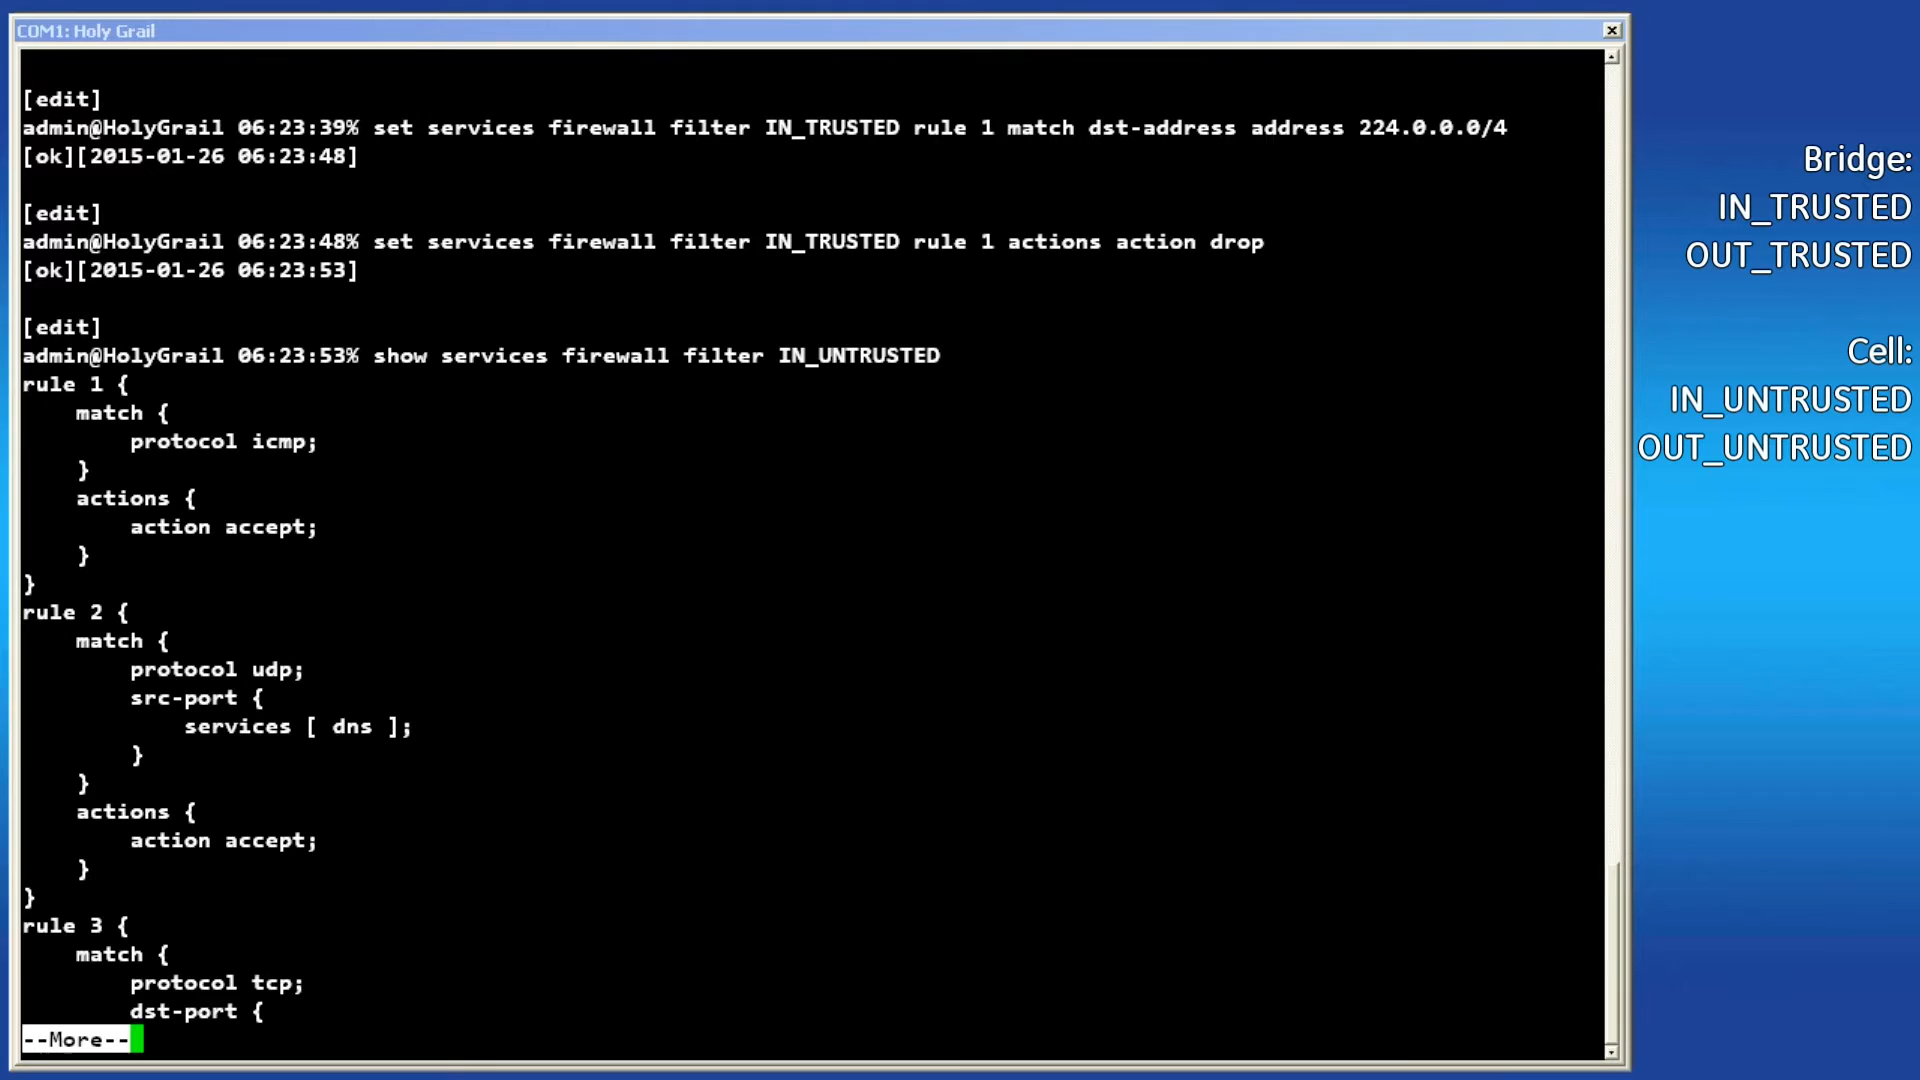 COM1: Holy Grail
[edit]
admin@HolyGrail 06:23:39% set services firewall filter IN_TRUSTED rule 1 match dst-address address 224.0.0.0/4
[ok][2015-01-26 06:23:48]
[edit]
admin@HolyGrail 06:23:48% set services firewall filter IN_TRUSTED rule 1 actions action drop
[ok][2015-01-26 06:23:53]
[edit]
admin@HolyGrail 06:23:53% show services firewall filter IN_UNTRUSTED
rule 1 {
    match {
        protocol icmp;
    }
    actions {
        action accept;
    }
}
rule 2 {
    match {
        protocol udp;
        src-port {
            services [ dns ];
        }
    }
    actions {
        action accept;
    }
}
rule 3 {
    match {
        protocol tcp;
        dst-port {
--More--
Bridge:
IN_TRUSTED
OUT_TRUSTED
Cell:
IN_UNTRUSTED
OUT_UNTRUSTED